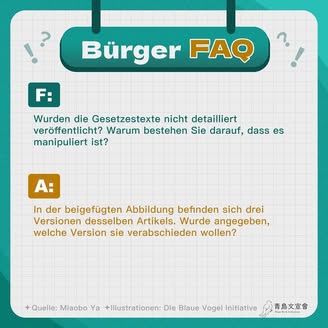 Bürger FAQ
F:
Wurden die Gesetzestexte nicht detailliert
veröffentlicht? Warum bestehen Sie darauf, dass es
manipuliert ist?
A:
In der beigefügten Abbildung befinden sich drei
Versionen desselben Artikels. Wurde angegeben,
welche Version sie verabschieden wollen?
✦Quelle: Miaobo Ya ✦Illustrationen: Die Blaue Vogel Initiative
青鳥文宣會